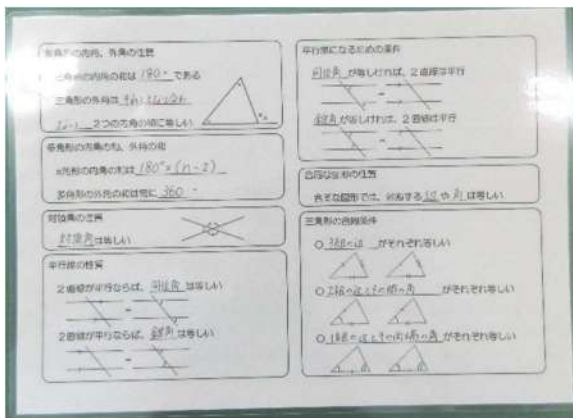 三角形の内角、外角の性質
三角形の内角の和は 180° である
三角形の外角は それととなり合わ
ない 2つの内角の和に等しい
多角形の内角の和、外角の和
n角形の内角の和は 180°×(n-2)
多角形の外角の和は常に 360°
対頂角の性質
対頂角 は等しい
平行線の性質
2直線が平行ならば、同位角 は等しい
2直線が平行ならば、錯角 は等しい
平行線になるための条件
同位角 が等しければ、2直線は平行
錯角 が等しければ、2直線は平行
合同な図形の性質
合同な図形では、対応する 辺 や 角 は等しい
三角形の合同条件
○ 3組の辺 がそれぞれ等しい
○ 2組の辺とその間の角 がそれぞれ等しい
○ 1組の辺とその両端の角 がそれぞれ等しい